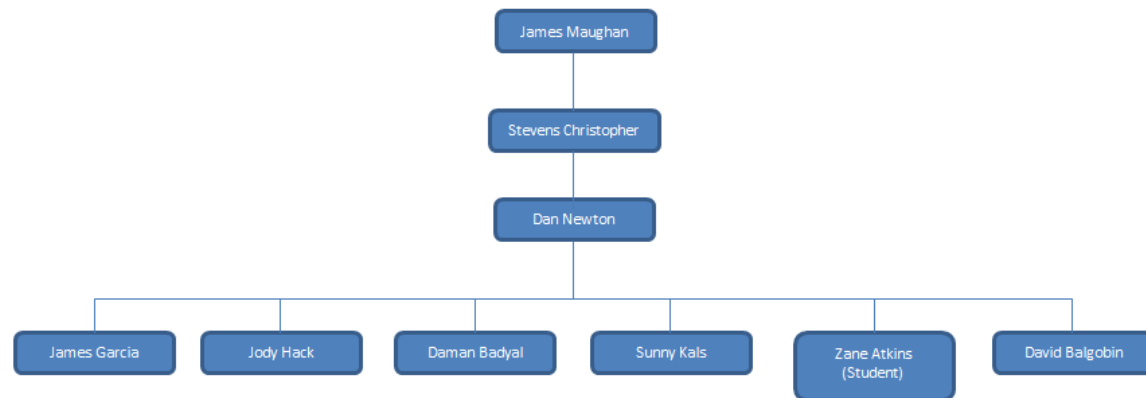 James Maughan
Stevens Christopher
Dan Newton
James Garcia
Jody Hack
Daman Badyal
Sunny Kals
Zane Atkins
(Student)
David Balgobin